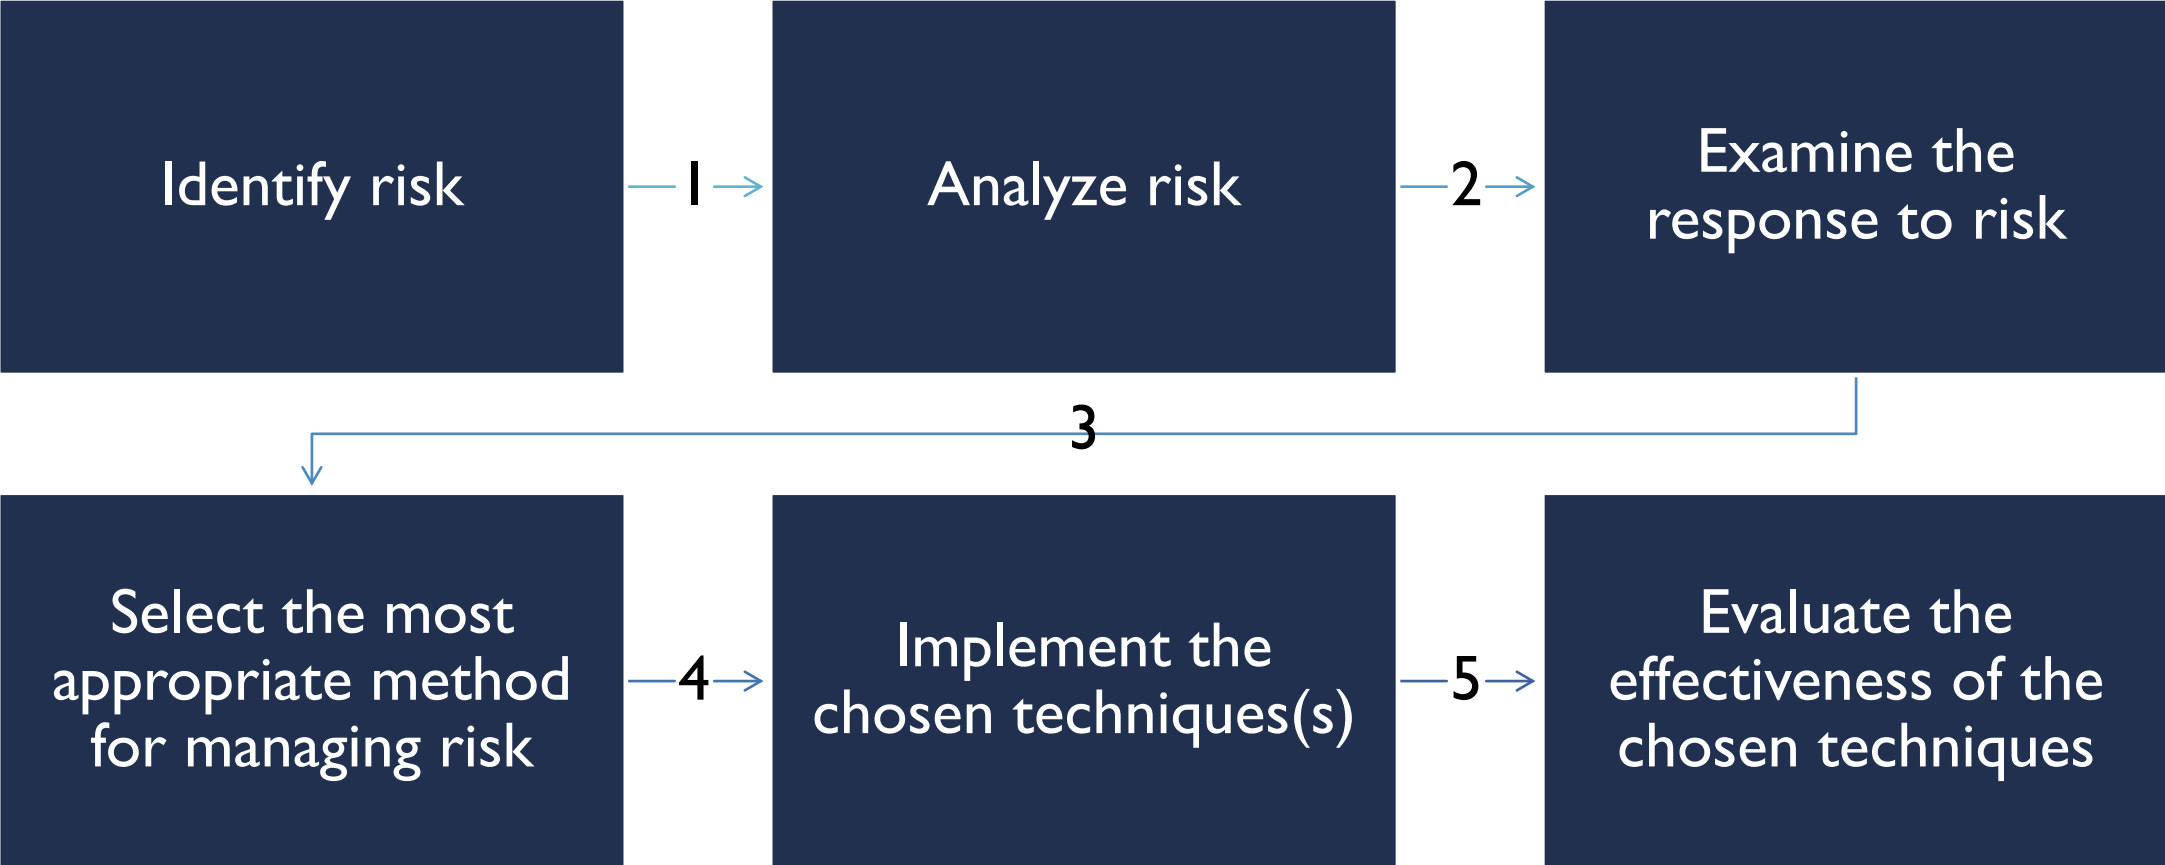 Identify risk
1
Analyze risk
2
Examine the
response to risk
3
Select the most
appropriate method
for managing risk
4
Implement the
chosen techniques(s)
5
Evaluate the
effectiveness of the
chosen techniques